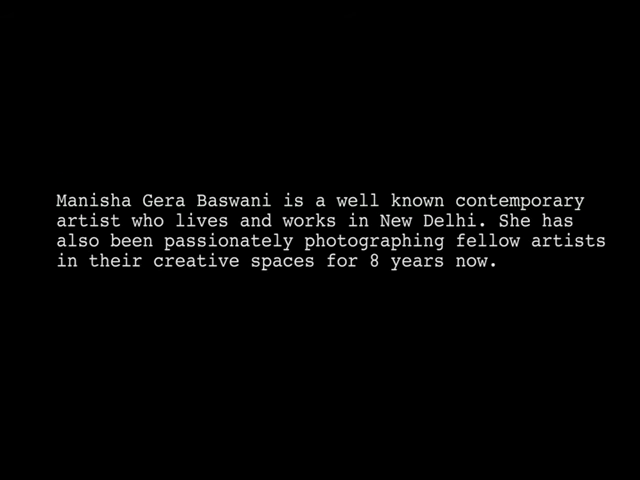 Manisha Gera Baswani is a well known contemporary
artist who lives and works in New Delhi. She has
also been passionately photographing fellow artists
in their creative spaces for 8 years now.